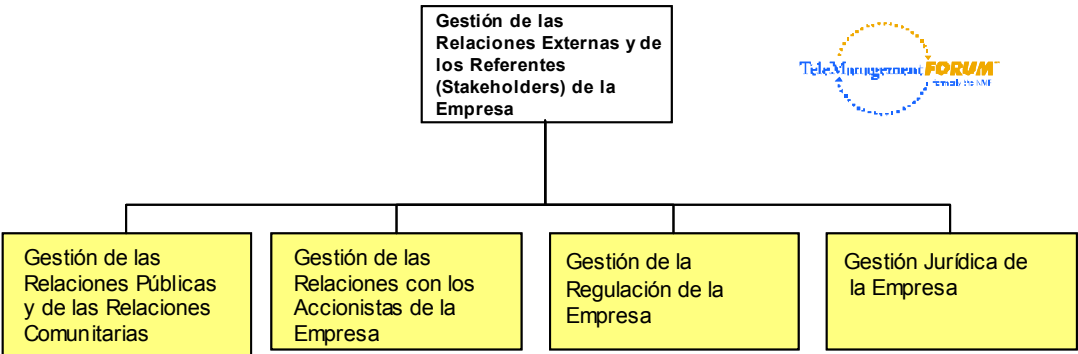 Gestión de las
Relaciones Externas y de
los Referentes
(Stakeholders) de la
Empresa
TeleManagement FORUM
Gestión de las
Relaciones Públicas
y de las Relaciones
Comunitarias
Gestión de las
Relaciones con los
Accionistas de la
Empresa
Gestión de la
Regulación de la
Empresa
Gestión Jurídica de
la Empresa